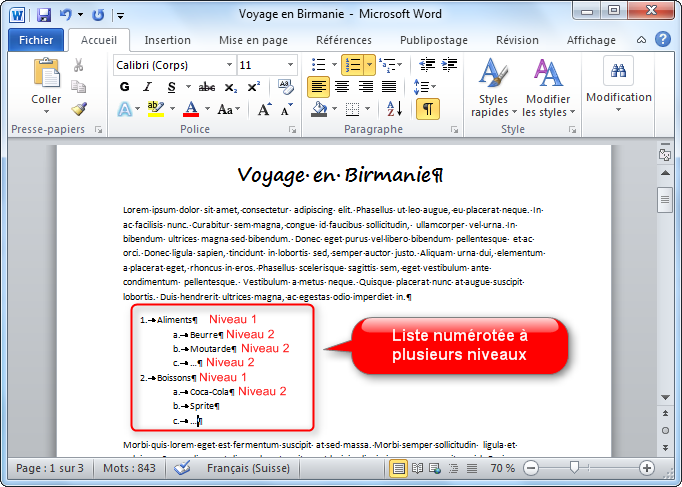 Voyage en Birmanie - Microsoft Word
Fichier Accueil Insertion Mise en page Références Publipostage Révision Affichage
Calibri (Corps) 11
Coller
G I S abc x₂ x²
A ab A Aa A A
Styles rapides Modifier les styles Modification
Presse-papiers Police Paragraphe Style
Voyage· en· Birmanie¶
Lorem·ipsum·dolor·sit·amet,·consectetur·adipiscing·elit.·Phasellus·ut·leo·augue,·eu·placerat·neque.·In·
ac·facilisis·nunc.·Curabitur·sem·magna,·congue·id·faucibus·sollicitudin,·ullamcorper·vel·urna.·In·
bibendum·ultrices·magna·sed·bibendum.·Donec·eget·purus·vel·libero·bibendum·pellentesque·et·ac·
orci.·Donec·ligula·sapien,·tincidunt·in·lobortis·sed,·semper·auctor·justo.·Aliquam·urna·dui,·elementum·
a·placerat·eget,·rhoncus·in·eros.·Phasellus·scelerisque·sagittis·sem,·eget·vestibulum·ante·
condimentum·pellentesque.·Vestibulum·a·metus·neque.·Quisque·placerat·nunc·at·augue·suscipit·
lobortis.·Duis·hendrerit·ultrices·magna,·ac·egestas·odio·imperdiet·in.¶
1.→Aliments¶ Niveau 1
a.→Beurre¶ Niveau 2
b.→Moutarde¶ Niveau 2
c.→...¶ Niveau 2
2.→Boissons¶ Niveau 1
a.→Coca-Cola¶ Niveau 2
b.→Sprite¶
c.→...¶
Liste numérotée à
plusieurs niveaux
Morbi·quis·lorem·eget·est·fermentum·suscipit·at·sed·massa.·Morbi·semper·sollicitudin·ligula·et·
Page : 1 sur 3 Mots : 843 Français (Suisse) 70 %